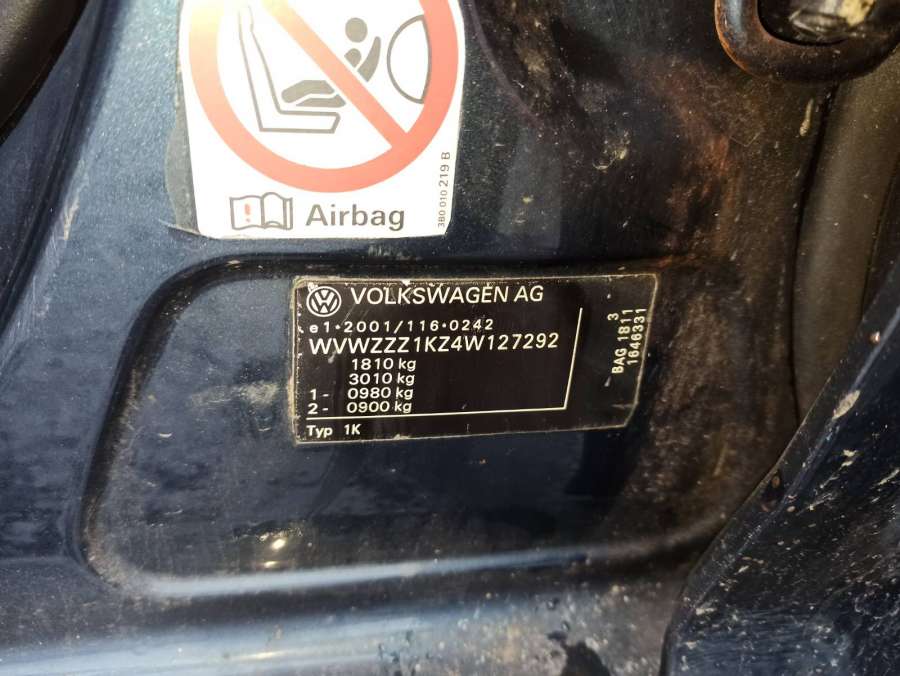 Airbag
3B0 010 219 B
VOLKSWAGEN AG
e1•2001/116•0242
WVWZZZ1KZ4W127292
1810 kg
3010 kg
1- 0980 kg
2- 0900 kg
Typ 1K
3
BAG 1811
1646331